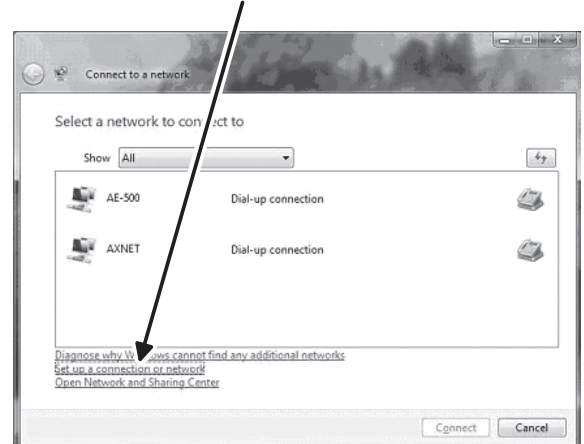 Connect to a network
Select a network to connect to
Show All
AE-500 Dial-up connection
AXNET Dial-up connection
Diagnose why Windows cannot find any additional networks
Set up a connection or network
Open Network and Sharing Center
Connect Cancel